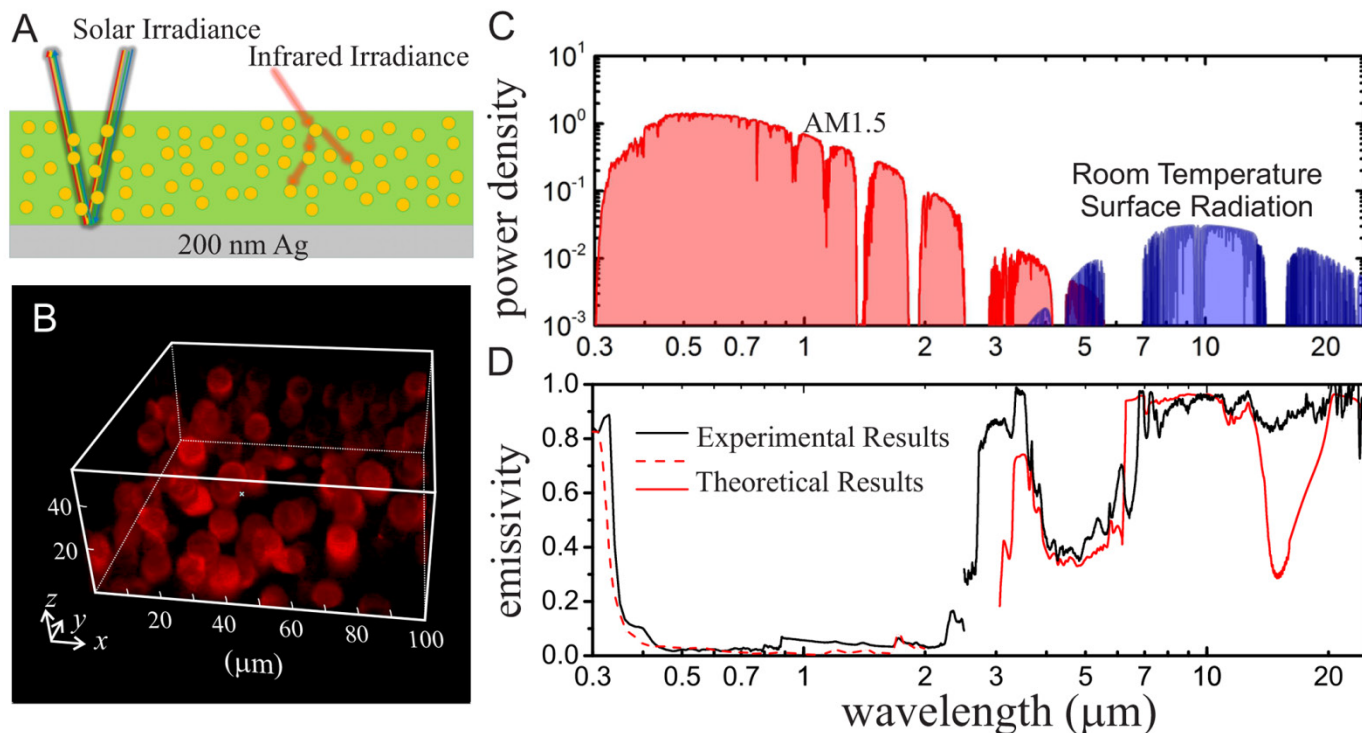 A
Solar Irradiance
Infrared Irradiance
200 nm Ag
B
40
20
z
y
x
20 40 60 80 100
(μm)
C
power density
10¹
10⁰
10⁻¹
10⁻²
10⁻³
AM1.5
Room Temperature
Surface Radiation
0.3 0.5 0.7 1 2 3 5 7 10 20
D
emissivity
1.0
0.8
0.6
0.4
0.2
0.0
Experimental Results
Theoretical Results
0.3 0.5 0.7 1 2 3 5 7 10 20
wavelength (μm)